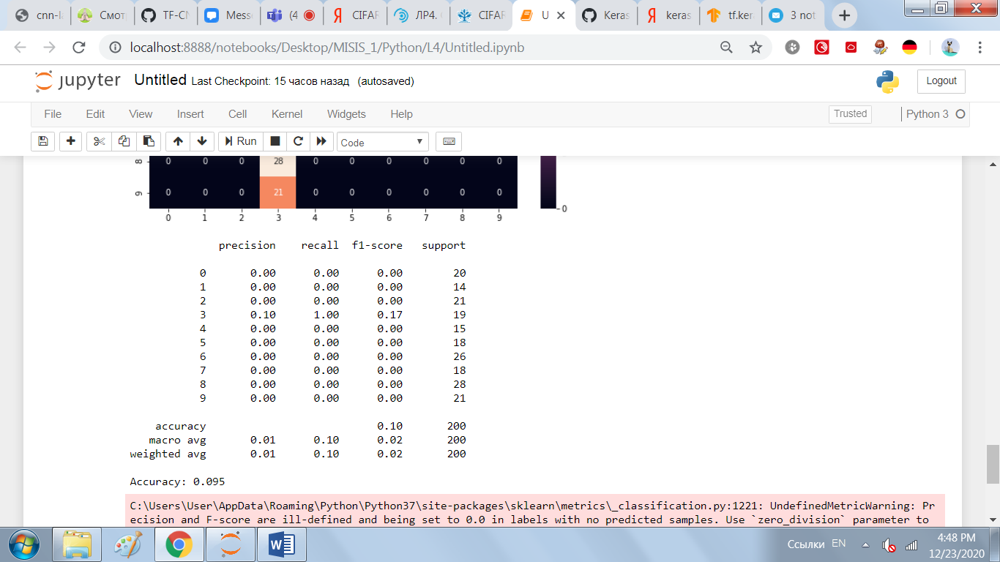 cnn-la
Смот
TF-CN
Mess
(4
CIFAR
ЛР4. (
CIFAR
U
Keras
keras
tf.ker
3 not
localhost:8888/notebooks/Desktop/MISIS_1/Python/L4/Untitled.ipynb
jupyter Untitled Last Checkpoint: 15 часов назад (autosaved) Logout
File Edit View Insert Cell Kernel Widgets Help Trusted Python 3
Run Code
8 0 0 0 28 0 0 0 0 0 0
9 0 0 0 21 0 0 0 0 0 0
0
0 1 2 3 4 5 6 7 8 9
precision recall f1-score support
0 0.00 0.00 0.00 20
1 0.00 0.00 0.00 14
2 0.00 0.00 0.00 21
3 0.10 1.00 0.17 19
4 0.00 0.00 0.00 15
5 0.00 0.00 0.00 18
6 0.00 0.00 0.00 26
7 0.00 0.00 0.00 18
8 0.00 0.00 0.00 28
9 0.00 0.00 0.00 21
accuracy 0.10 200
macro avg 0.01 0.10 0.02 200
weighted avg 0.01 0.10 0.02 200
Accuracy: 0.095
C:\Users\User\AppData\Roaming\Python\Python37\site-packages\sklearn\metrics\_classification.py:1221: UndefinedMetricWarning: Pr
ecision and F-score are ill-defined and being set to 0.0 in labels with no predicted samples. Use `zero_division` parameter to
Ссылки EN
4:48 PM
12/23/2020